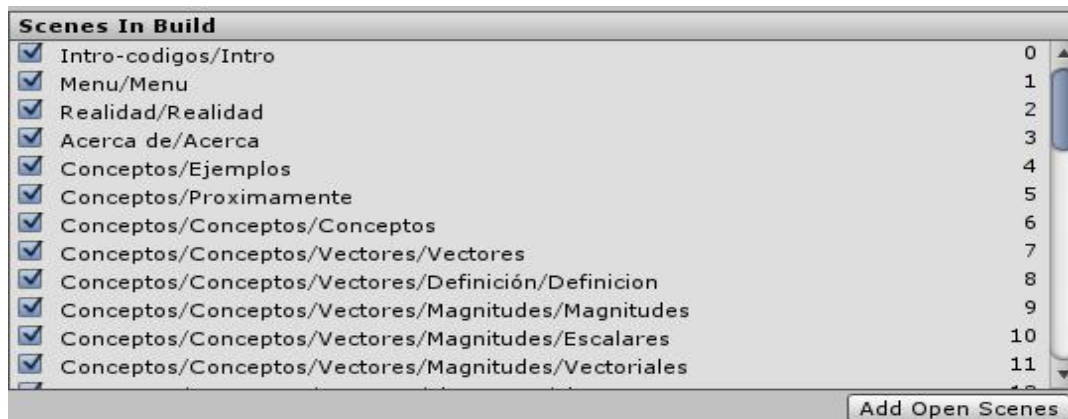 Scenes In Build
Intro-codigos/Intro 0
Menu/Menu 1
Realidad/Realidad 2
Acerca de/Acerca 3
Conceptos/Ejemplos 4
Conceptos/Proximamente 5
Conceptos/Conceptos/Conceptos 6
Conceptos/Conceptos/Vectores/Vectores 7
Conceptos/Conceptos/Vectores/Definición/Definicion 8
Conceptos/Conceptos/Vectores/Magnitudes/Magnitudes 9
Conceptos/Conceptos/Vectores/Magnitudes/Escalares 10
Conceptos/Conceptos/Vectores/Magnitudes/Vectoriales 11
Add Open Scenes